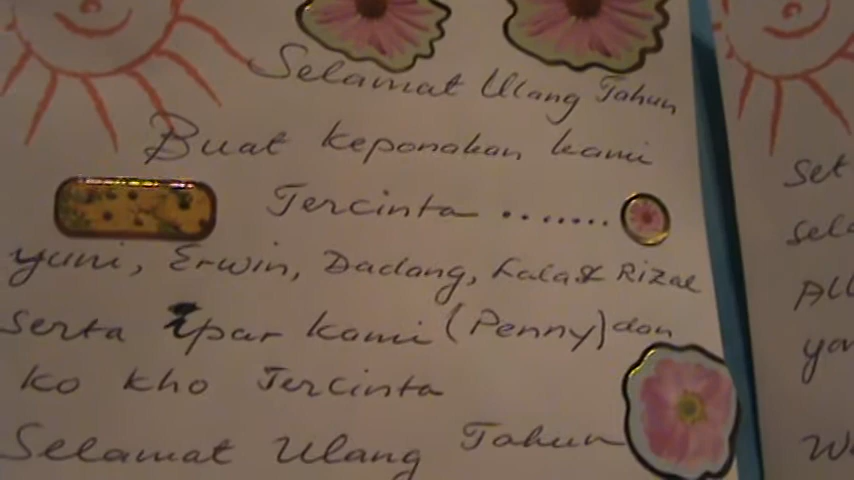 Selamat Ulang Tahun
Buat Keponakan kami
Tercinta ........
Yuni, Erwin, Dadang, Lala & Rizal
Serta ipar kami (Penny) dan
Ko Kho Tercinta
Selamat Ulang Tahun